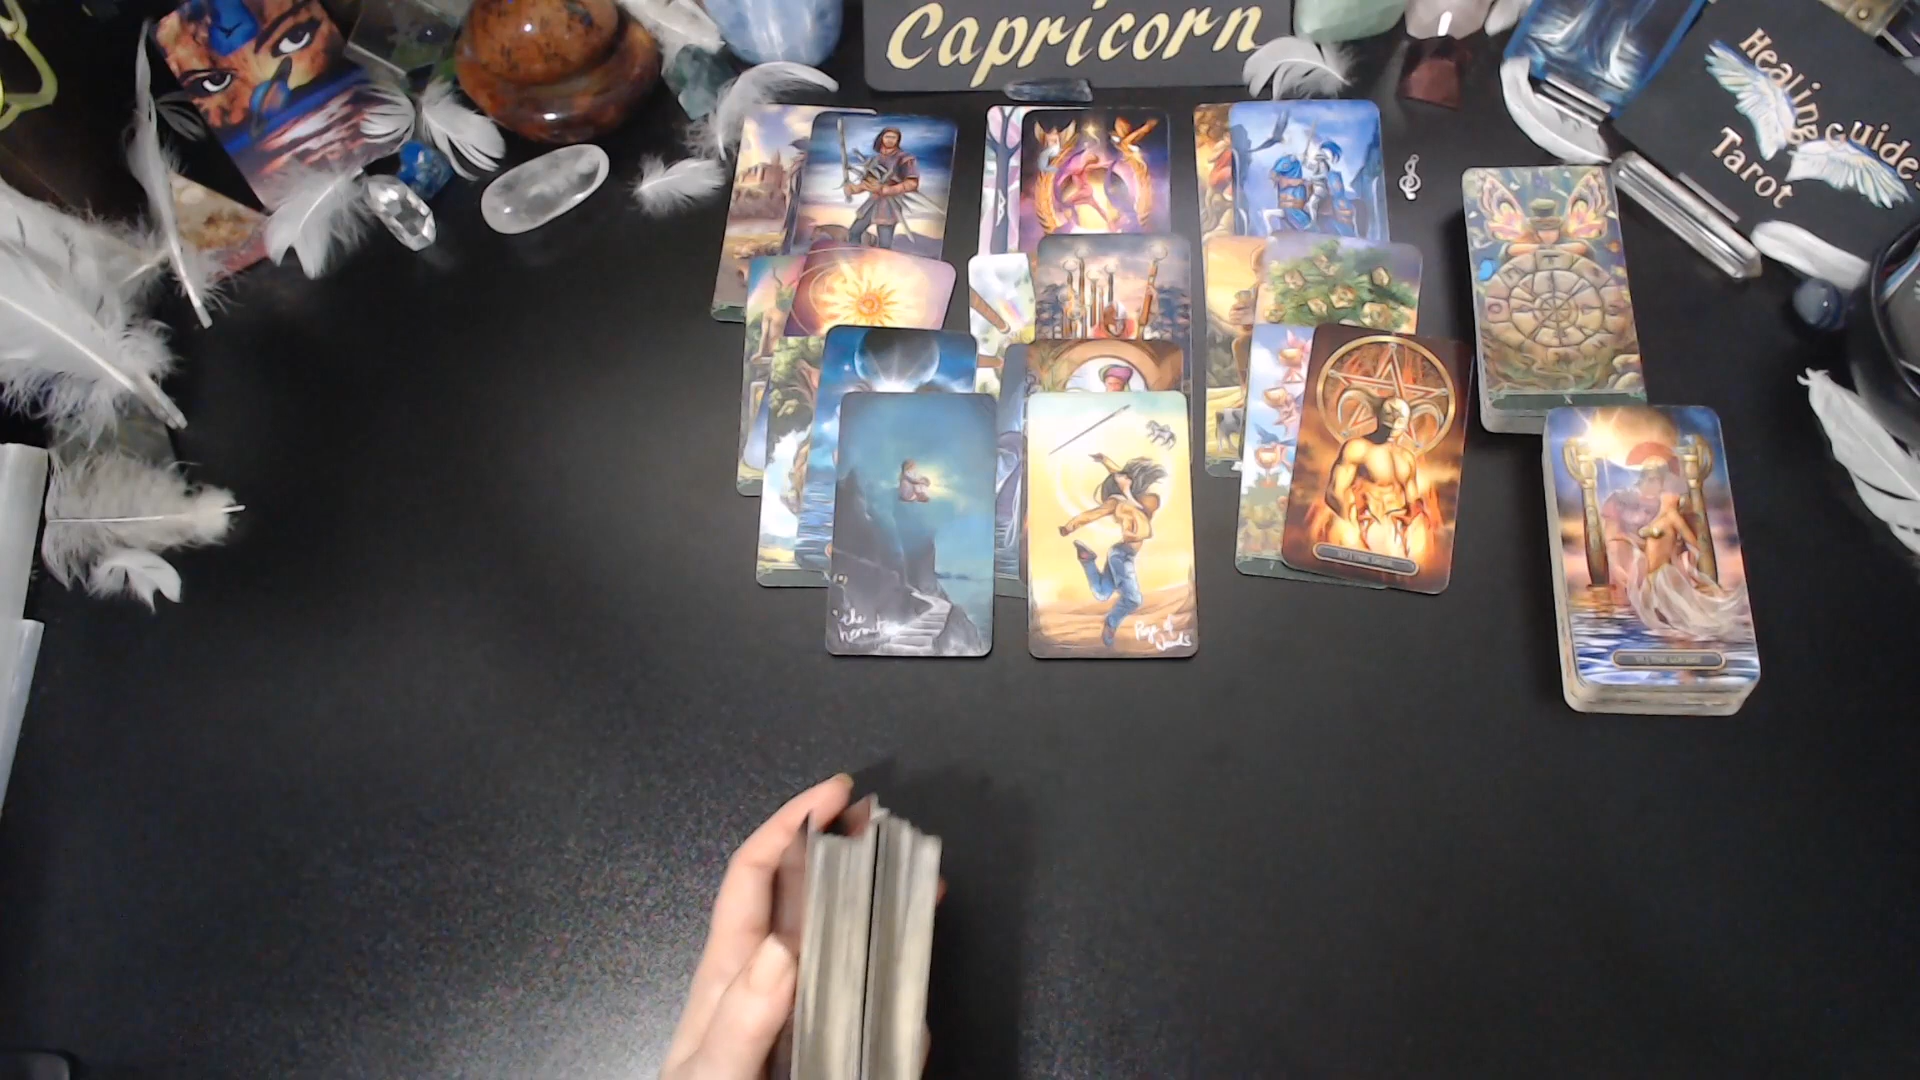 Capricorn
Healing
Guides
Tarot
X
"the
hermit"
Page of
Wands